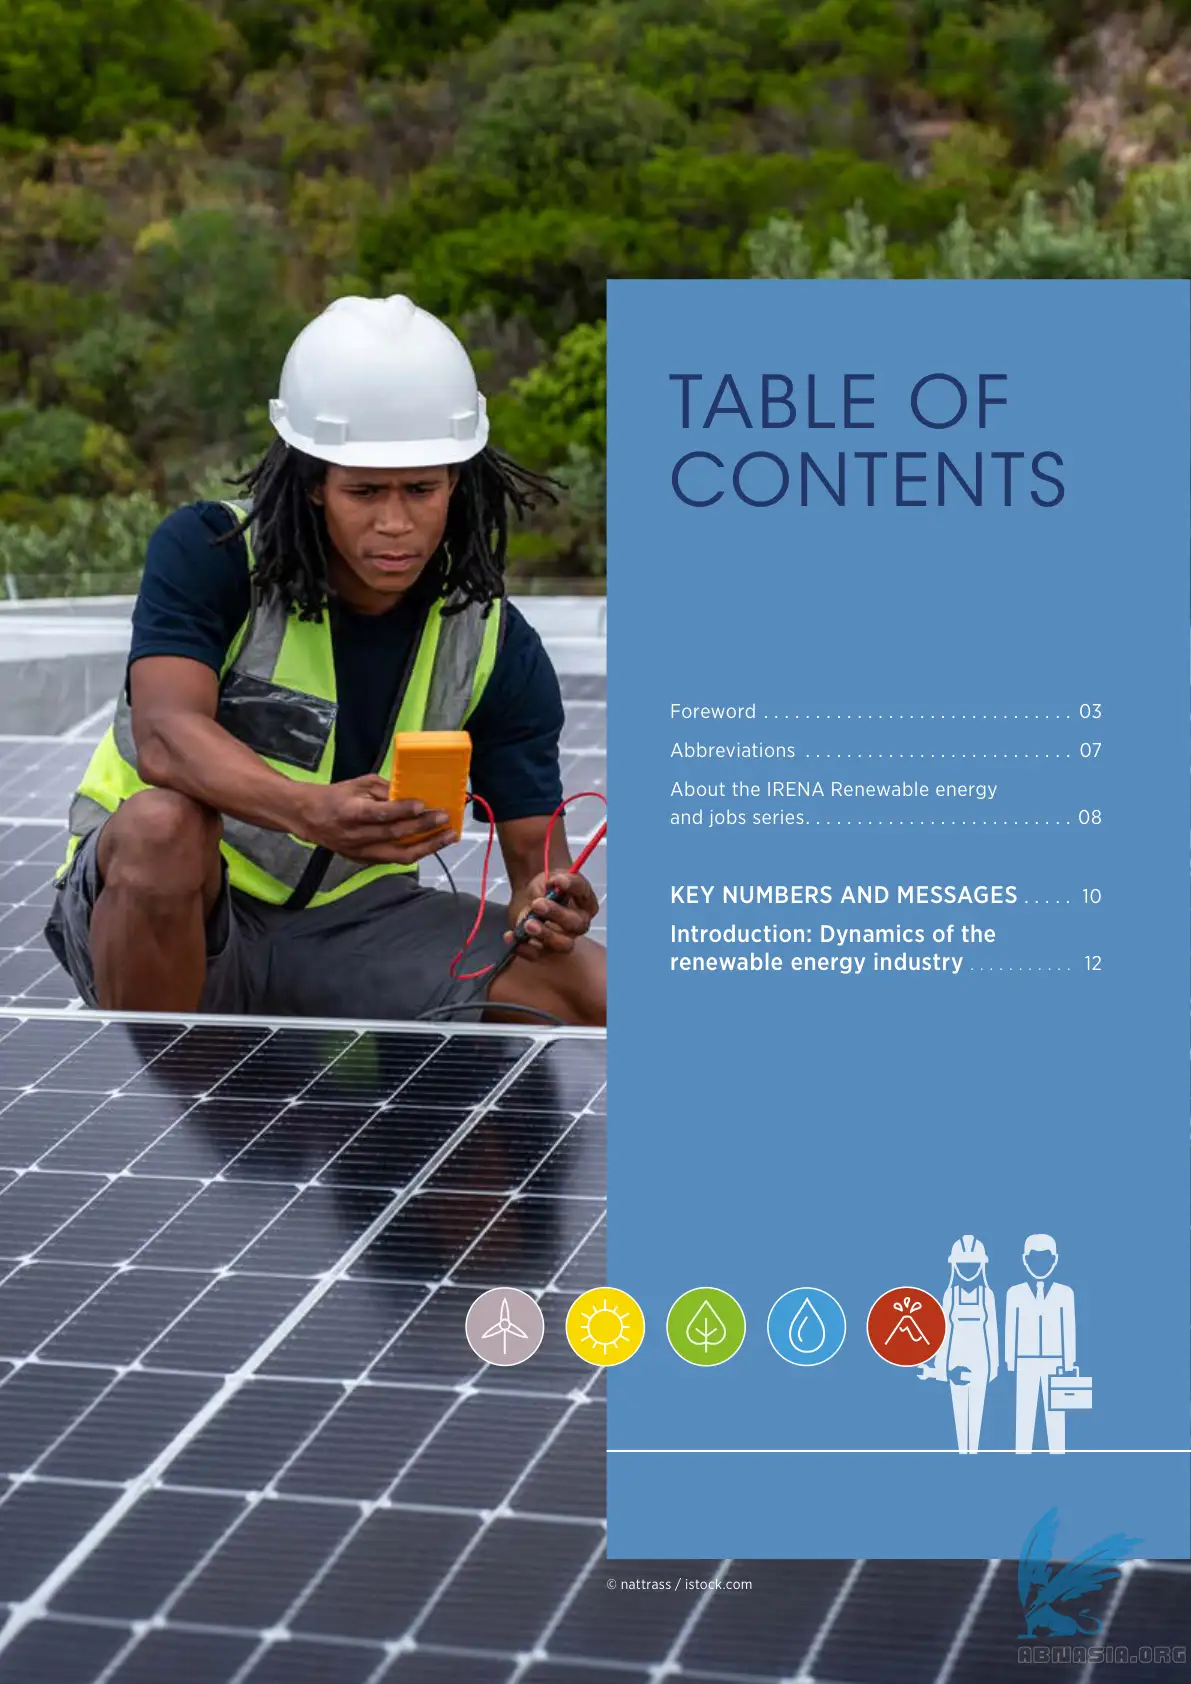 TABLE OF
CONTENTS
Foreword . . . . . . . . . . . . . . . . . . . . . . . . . . . . . . 03
Abbreviations . . . . . . . . . . . . . . . . . . . . . . . . . . 07
About the IRENA Renewable energy
and jobs series. . . . . . . . . . . . . . . . . . . . . . . . . . 08
KEY NUMBERS AND MESSAGES . . . . . 10
Introduction: Dynamics of the
renewable energy industry . . . . . . . . . . . 12
© nattrass / istock.com
ABNASIA.ORG